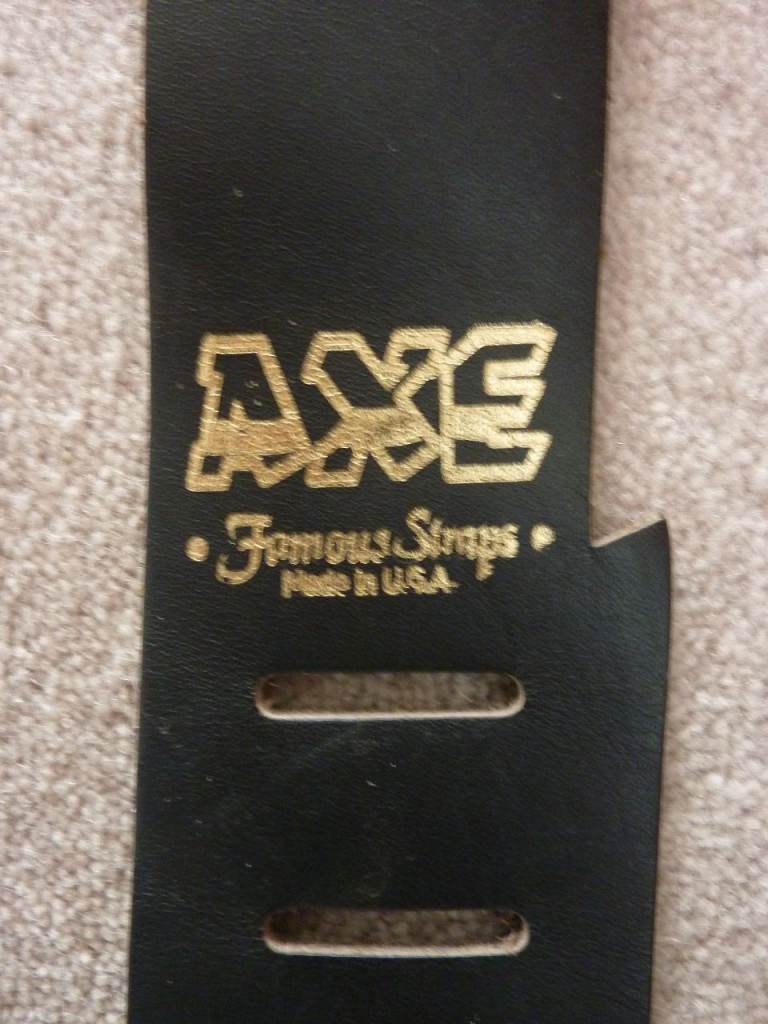 AXE
• Famous Straps •
Made in U.S.A.